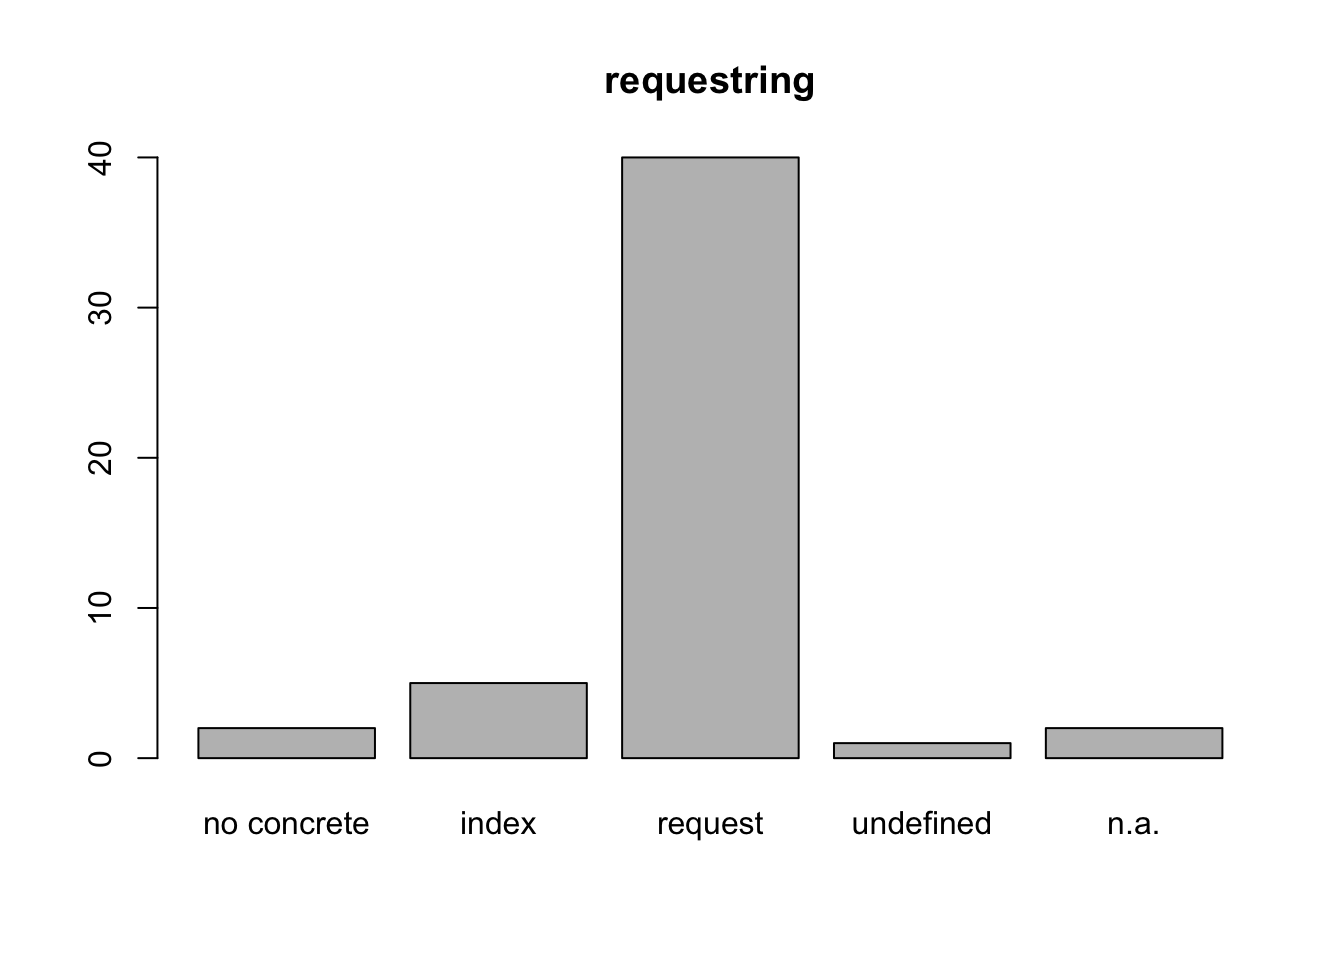 requestring
40
30
20
10
0
no concrete
index
request
undefined
n.a.